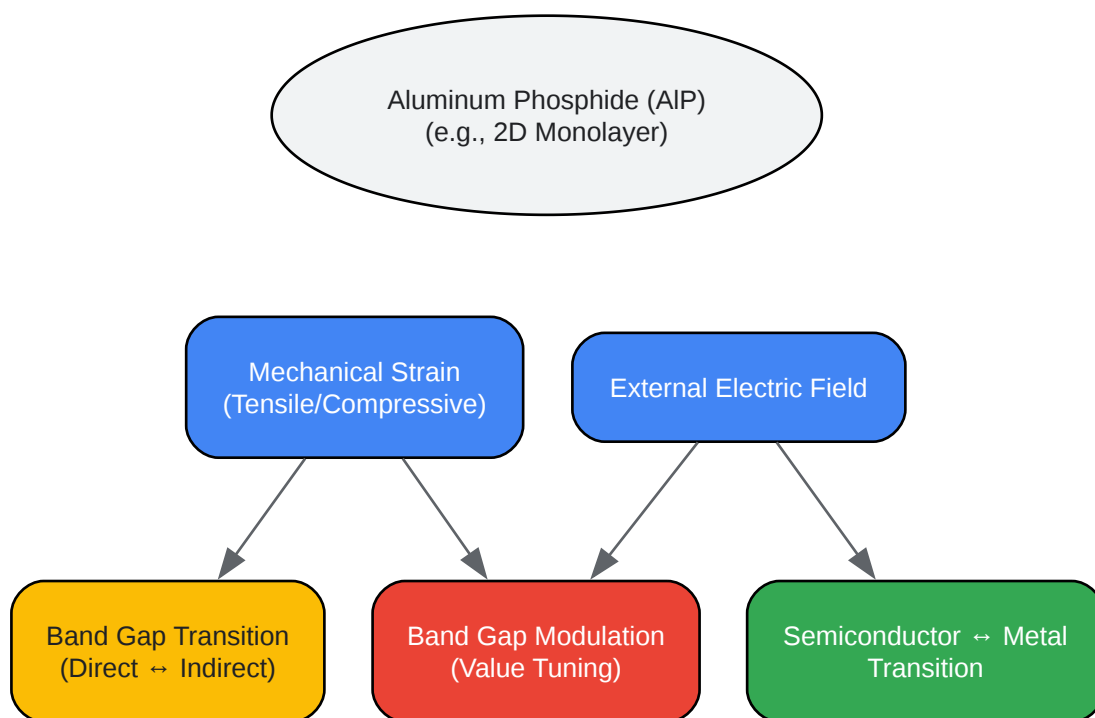 Aluminum Phosphide (AlP)
(e.g., 2D Monolayer)
Mechanical Strain
(Tensile/Compressive)
External Electric Field
Band Gap Transition
(Direct ↔ Indirect)
Band Gap Modulation
(Value Tuning)
Semiconductor ↔ Metal
Transition